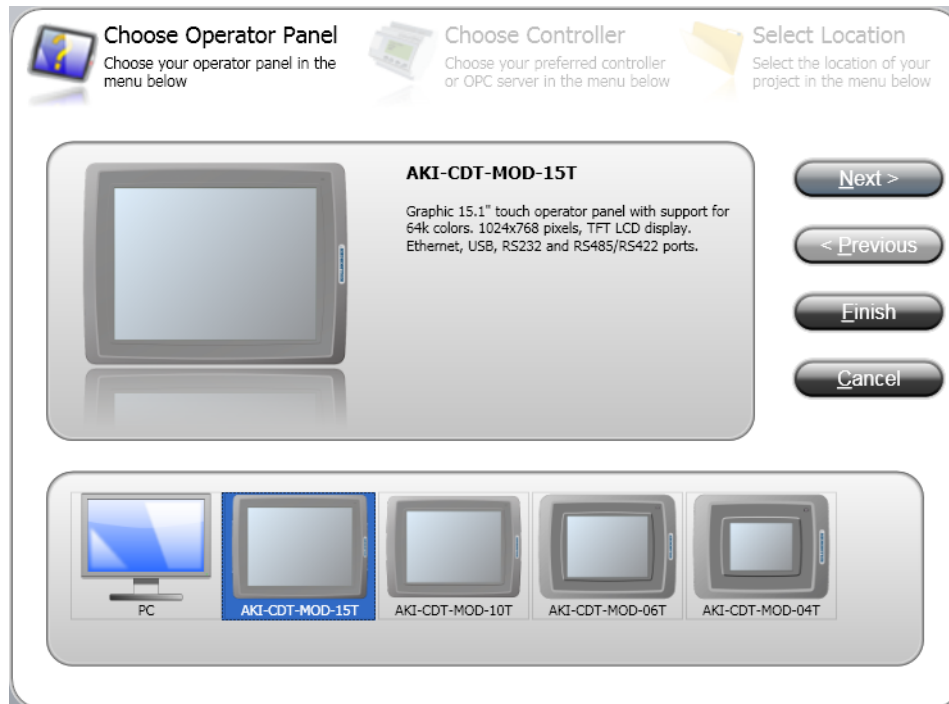 Choose Operator Panel
Choose your operator panel in the
menu below
Choose Controller
Choose your preferred controller
or OPC server in the menu below
Select Location
Select the location of your
project in the menu below
AKI-CDT-MOD-15T
Graphic 15.1" touch operator panel with support for
64k colors. 1024x768 pixels, TFT LCD display.
Ethernet, USB, RS232 and RS485/RS422 ports.
Next >
< Previous
Finish
Cancel
PC
AKI-CDT-MOD-15T
AKI-CDT-MOD-10T
AKI-CDT-MOD-06T
AKI-CDT-MOD-04T